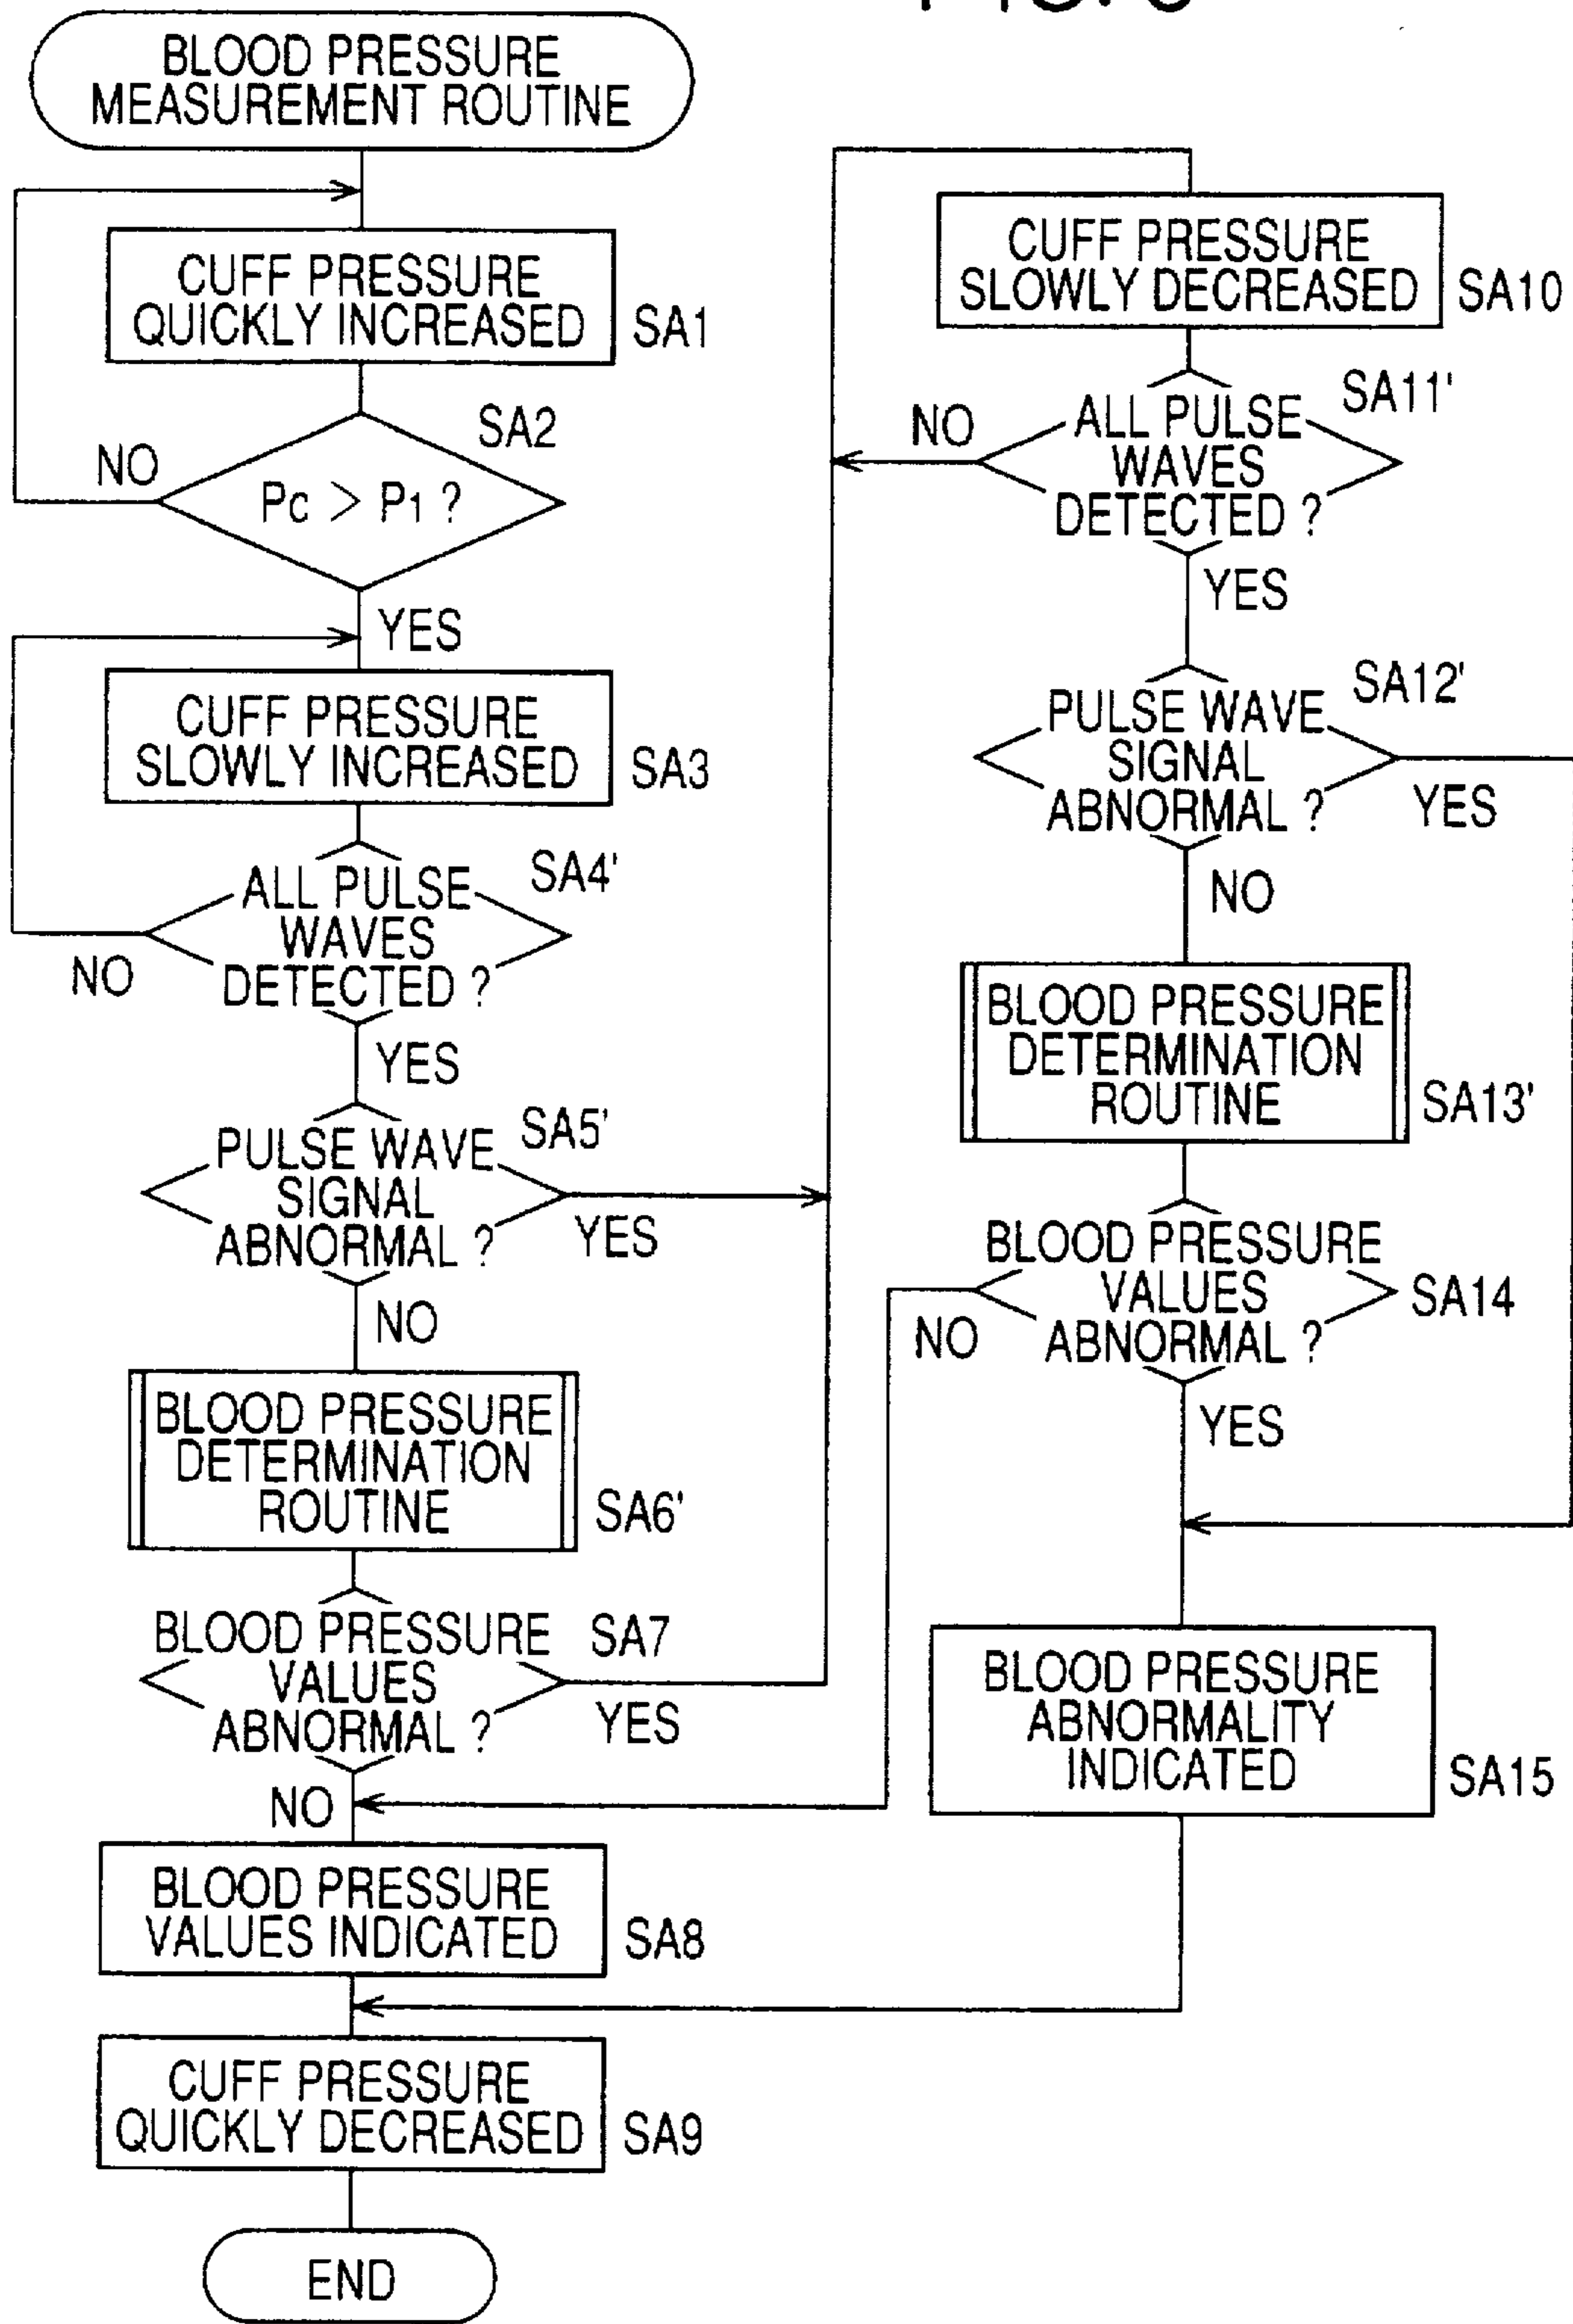 BLOOD PRESSURE
MEASUREMENT ROUTINE
CUFF PRESSURE
QUICKLY INCREASED
SA1
SA2
NO
Pc > P1 ?
YES
CUFF PRESSURE
SLOWLY INCREASED
SA3
SA4'
ALL PULSE
WAVES
DETECTED ?
NO
YES
SA5'
PULSE WAVE
SIGNAL
ABNORMAL ?
YES
NO
BLOOD PRESSURE
DETERMINATION
ROUTINE
SA6'
BLOOD PRESSURE
VALUES
ABNORMAL ?
SA7
YES
NO
BLOOD PRESSURE
VALUES INDICATED
SA8
CUFF PRESSURE
QUICKLY DECREASED
SA9
END
CUFF PRESSURE
SLOWLY DECREASED
SA10
SA11'
NO
ALL PULSE
WAVES
DETECTED ?
YES
SA12'
PULSE WAVE
SIGNAL
ABNORMAL ?
YES
NO
BLOOD PRESSURE
DETERMINATION
ROUTINE
SA13'
BLOOD PRESSURE
VALUES
ABNORMAL ?
SA14
NO
YES
BLOOD PRESSURE
ABNORMALITY
INDICATED
SA15